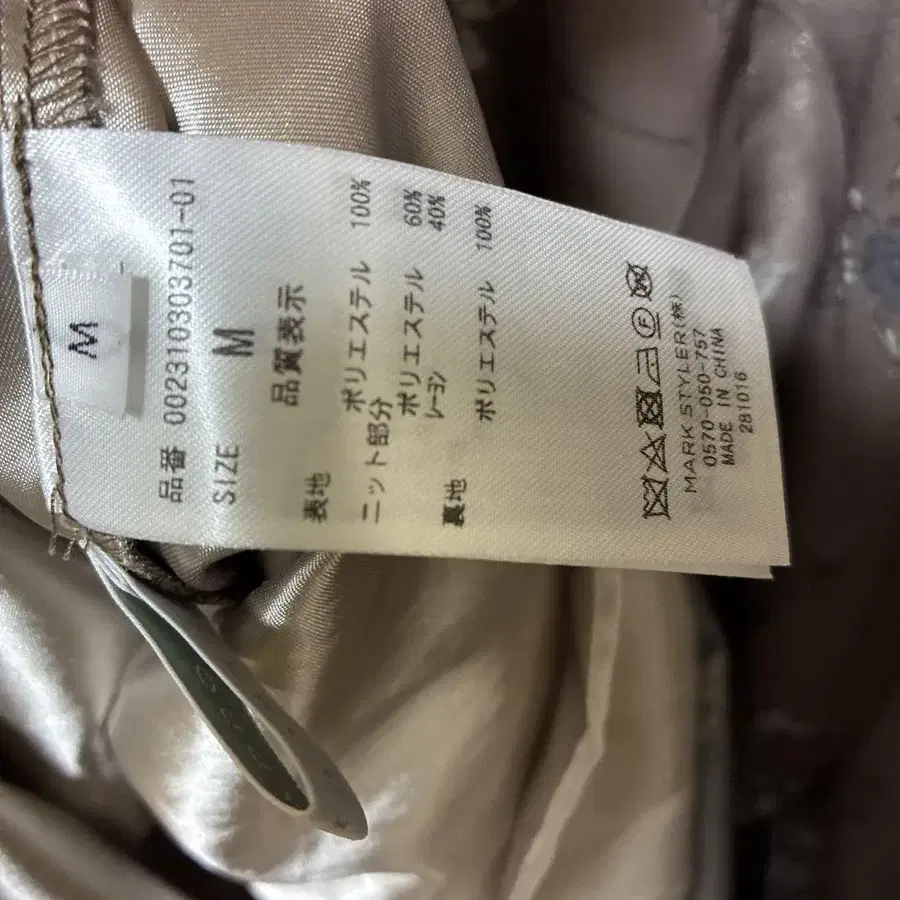 M
品番 002310303701-01
SIZE M
品質表示
表地 ポリエステル 100%
ニット部分 ポリエステル 60%
レーヨン 40%
裏地 ポリエステル 100%
MARK STYLER(株)
0570-050-757
MADE IN CHINA
281016